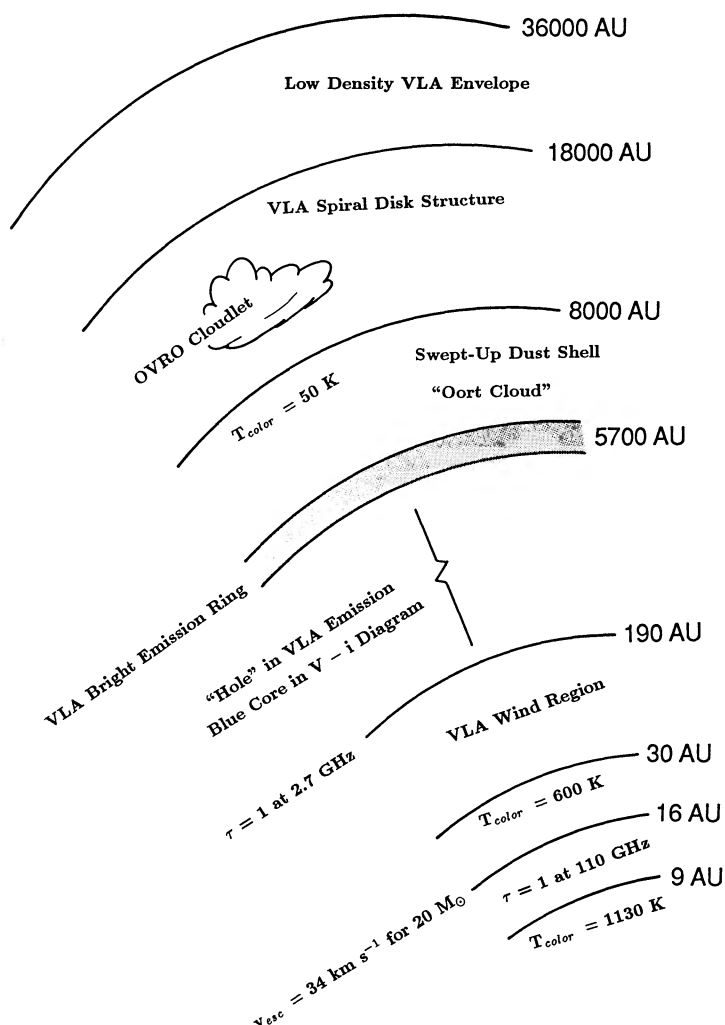 36000 AU
Low Density VLA Envelope
18000 AU
VLA Spiral Disk Structure
OVRO Cloudlet
8000 AU
Swept-Up Dust Shell
“Oort Cloud”
T_color = 50 K
5700 AU
VLA Bright Emission Ring
“Hole” in VLA Emission
Blue Core in V – i Diagram
190 AU
VLA Wind Region
τ = 1 at 2.7 GHz
30 AU
T_color = 600 K
16 AU
τ = 1 at 110 GHz
9 AU
T_color = 1130 K
v_esc = 34 km s⁻¹ for 20 M☉